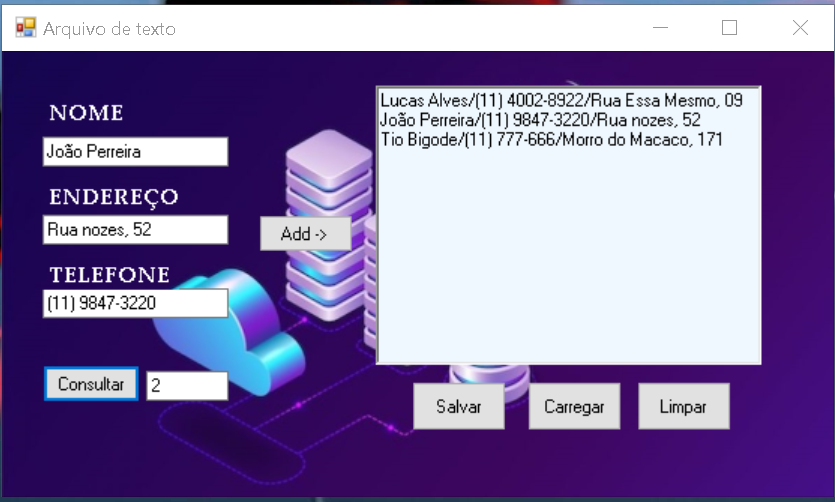 Arquivo de texto
NOME
João Perreira
ENDEREÇO
Rua nozes, 52
TELEFONE
(11) 9847-3220
Consultar
2
Add ->
Lucas Alves/(11) 4002-8922/Rua Essa Mesmo, 09
João Perreira/(11) 9847-3220/Rua nozes, 52
Tio Bigode/(11) 777-666/Morro do Macaco, 171
Salvar
Carregar
Limpar